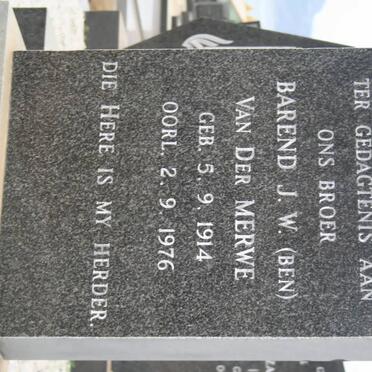 TER GEDAGTENIS AAN
ONS BROER
BAREND J. W. (BEN)
VAN DER MERWE
GEB. 5. 9. 1914
OORL. 2. 9. 1976
DIE HERE IS MY HERDER.